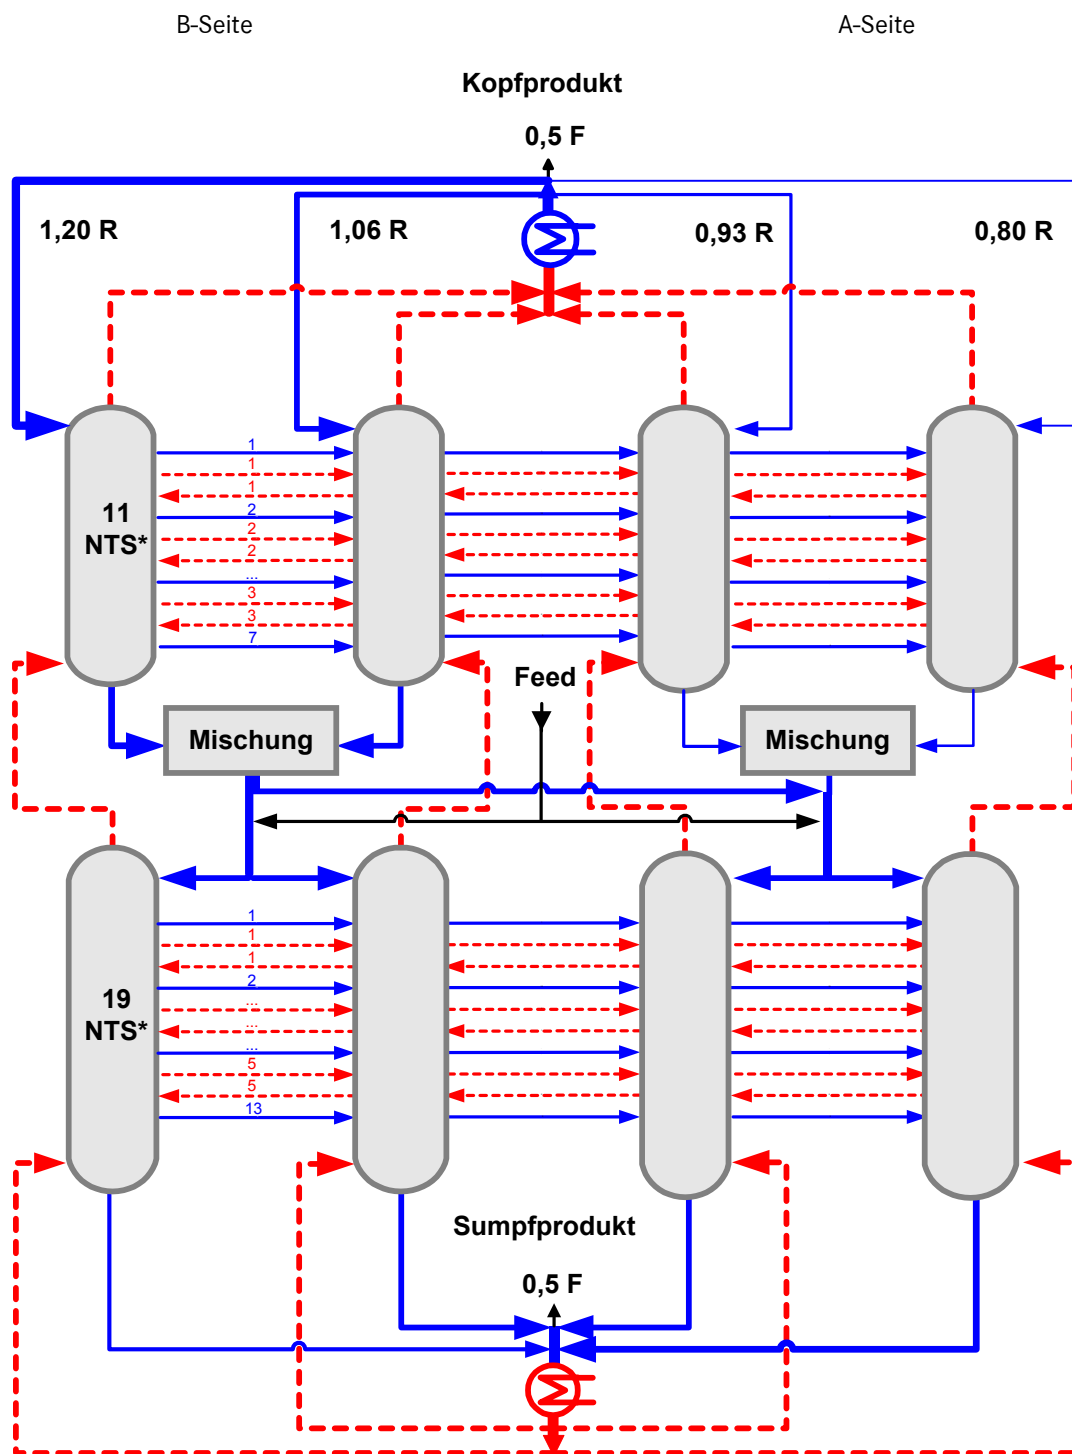 B-Seite
A-Seite
Kopfprodukt
0,5 F
1,20 R
1,06 R
0,93 R
0,80 R
1
1
1
2
2
2
...
3
3
7
11
NTS*
Feed
Mischung
Mischung
1
1
1
2
...
...
...
5
5
13
19
NTS*
Sumpfprodukt
0,5 F